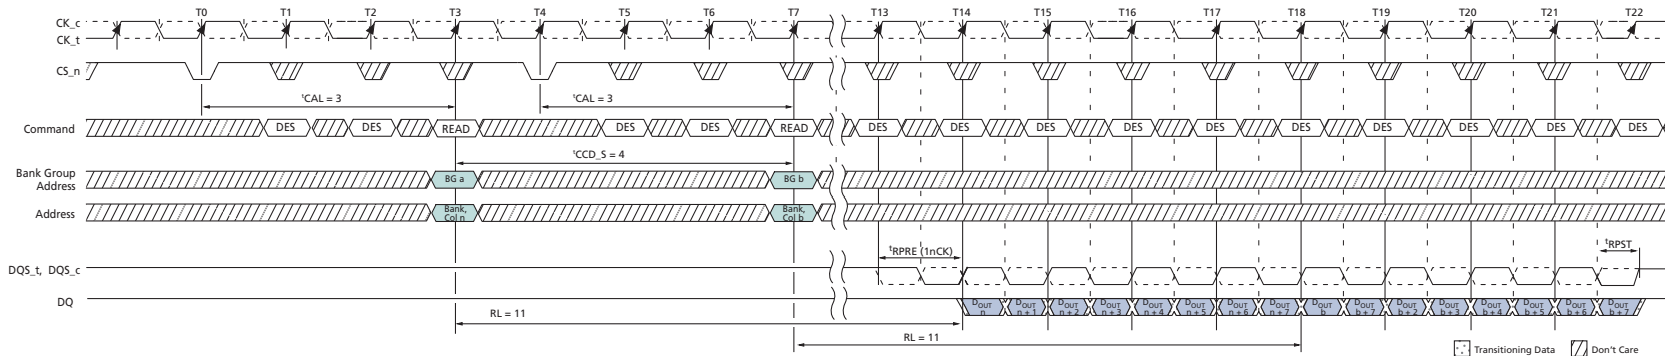 CK_c
CK_t
T0 T1 T2 T3 T4 T5 T6 T7 T13 T14 T15 T16 T17 T18 T19 T20 T21 T22
CS_n
tCAL = 3 tCAL = 3
Command DES DES READ DES DES READ DES DES DES DES DES DES DES DES DES DES
tCCD_S = 4
Bank Group
Address BG a BG b
Address Bank, Col n Bank, Col b
tRPRE (1nCK) tRPST
DQS_t, DQS_c
DQ DOUT n DOUT n + 1 DOUT n + 2 DOUT n + 3 DOUT n + 4 DOUT n + 5 DOUT n + 6 DOUT n + 7 DOUT b DOUT b + 7 DOUT b + 2 DOUT b + 3 DOUT b + 4 DOUT b + 5 DOUT b + 6 DOUT b + 7
RL = 11
RL = 11
Transitioning Data Don't Care